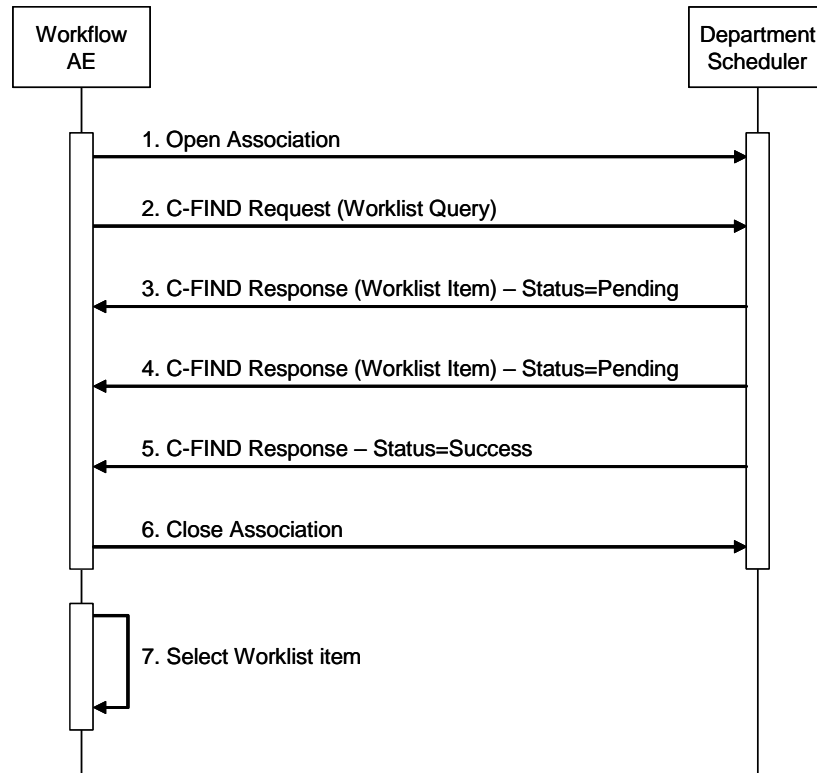 Workflow
AE
Department
Scheduler
1. Open Association
2. C-FIND Request (Worklist Query)
3. C-FIND Response (Worklist Item) – Status=Pending
4. C-FIND Response (Worklist Item) – Status=Pending
5. C-FIND Response – Status=Success
6. Close Association
7. Select Worklist item